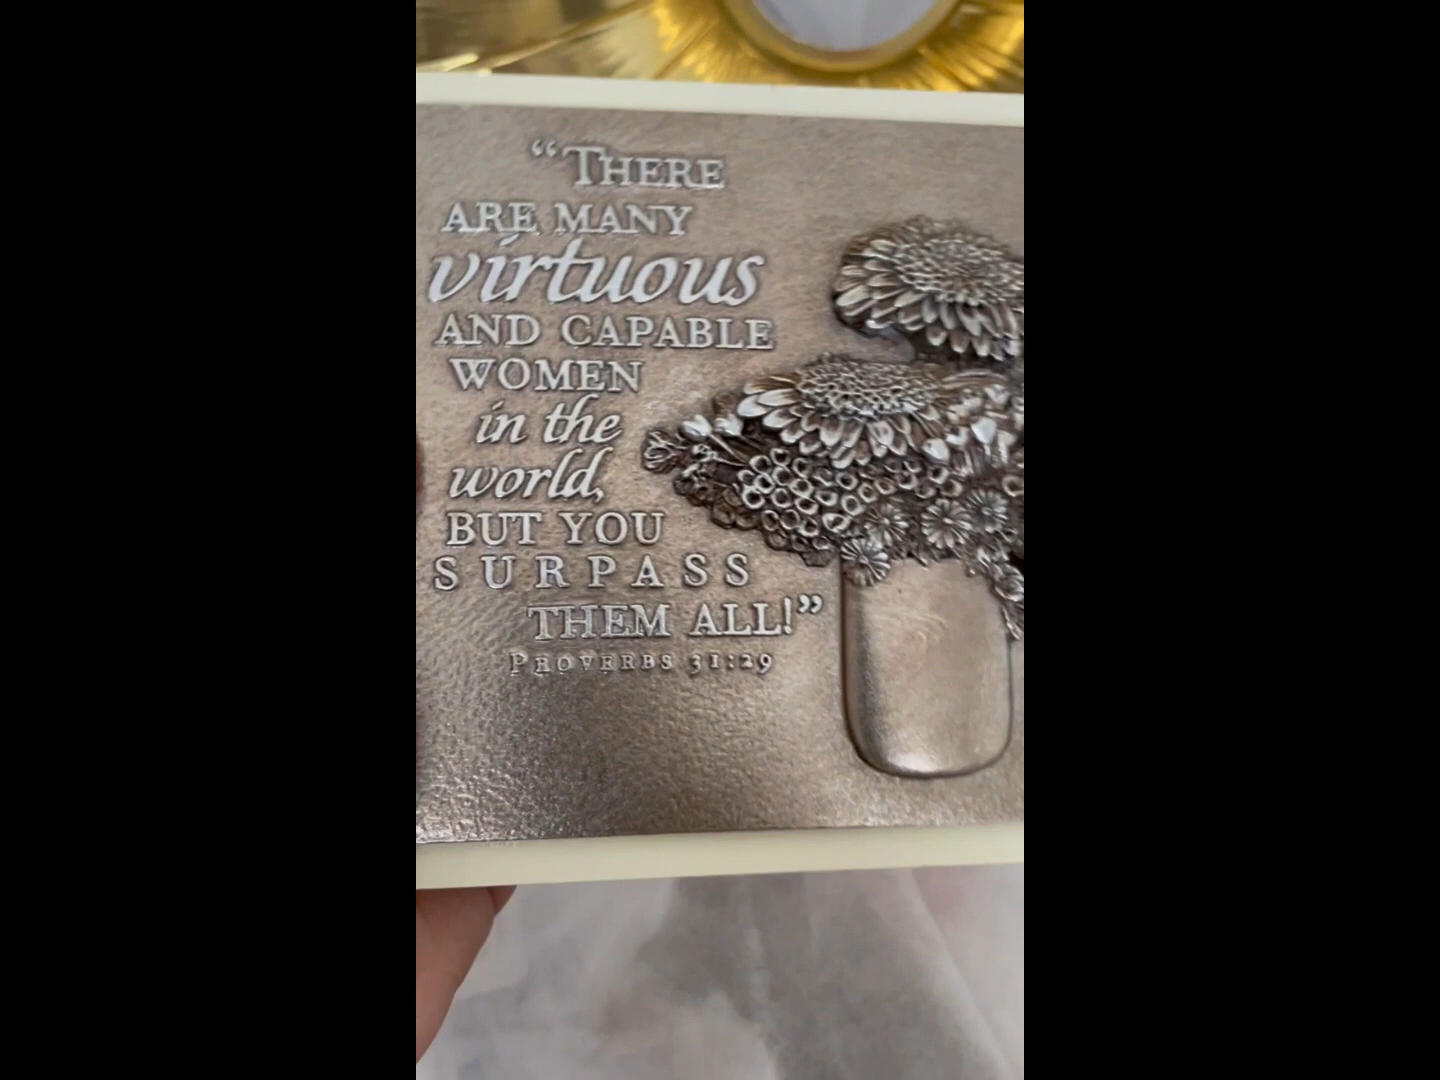 “THERE
ARE MANY
virtuous
AND CAPABLE
WOMEN
in the
world,
BUT YOU
SURPASS
THEM ALL!”
PROVERBS 31:29